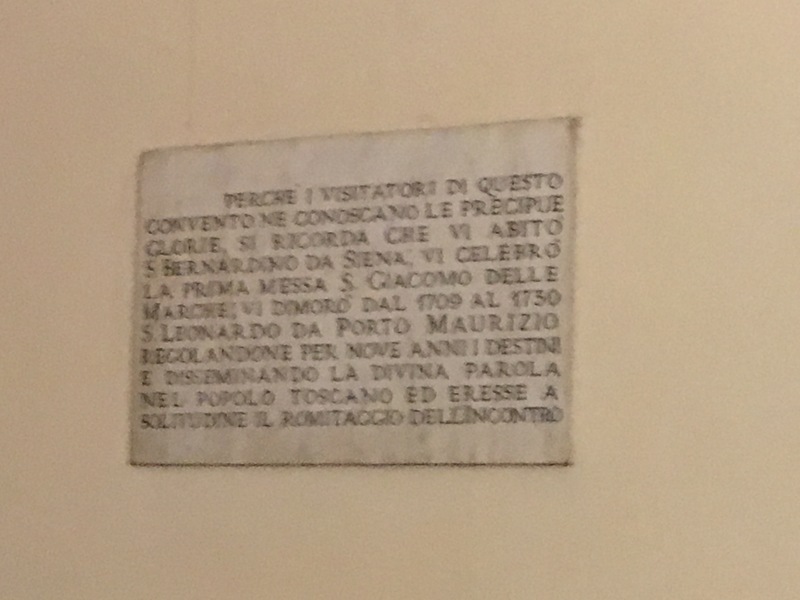 PERCHÈ I VISITATORI DI QUESTO
CONVENTO NE CONOSCANO LE PRECIPUE
GLORIE, SI RICORDA CHE VI ABITÒ
S. BERNARDINO DA SIENA; VI CELEBRÒ
LA PRIMA MESSA S. GIACOMO DELLE
MARCHE; VI DIMORÒ DAL 1709 AL 1730
S. LEONARDO DA PORTO MAURIZIO
REGOLANDONE PER NOVE ANNI I DESTINI
E DISSEMINANDO LA DIVINA PAROLA
NEL POPOLO TOSCANO ED ERESSE A
SOLITUDINE IL ROMITAGGIO DELL'INCONTRO